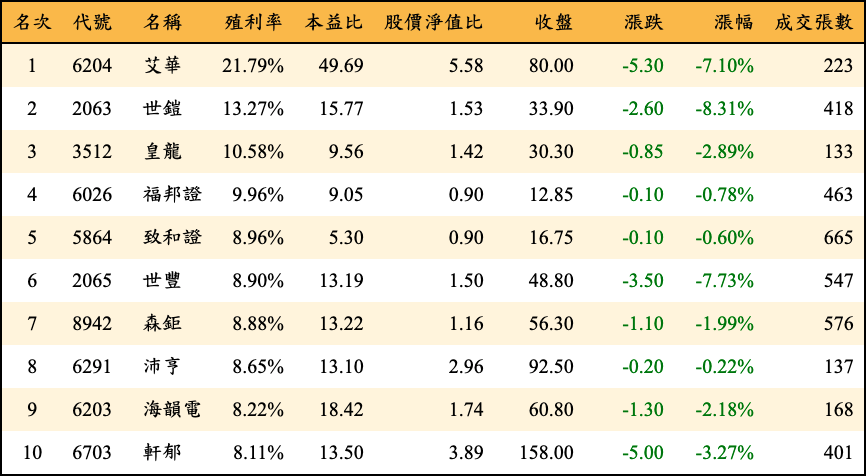 名次 代號 名稱 殖利率 本益比 股價淨值比 收盤 漲跌 漲幅 成交張數
1 6204 艾華 21.79% 49.69 5.58 80.00 -5.30 -7.10% 223
2 2063 世鎧 13.27% 15.77 1.53 33.90 -2.60 -8.31% 418
3 3512 皇龍 10.58% 9.56 1.42 30.30 -0.85 -2.89% 133
4 6026 福邦證 9.96% 9.05 0.90 12.85 -0.10 -0.78% 463
5 5864 致和證 8.96% 5.30 0.90 16.75 -0.10 -0.60% 665
6 2065 世豐 8.90% 13.19 1.50 48.80 -3.50 -7.73% 547
7 8942 森鉅 8.88% 13.22 1.16 56.30 -1.10 -1.99% 576
8 6291 沛亨 8.65% 13.10 2.96 92.50 -0.20 -0.22% 137
9 6203 海韻電 8.22% 18.42 1.74 60.80 -1.30 -2.18% 168
10 6703 軒郁 8.11% 13.50 3.89 158.00 -5.00 -3.27% 401